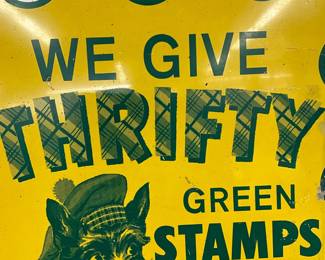 WE GIVE
THRIFTY
GREEN
STAMPS